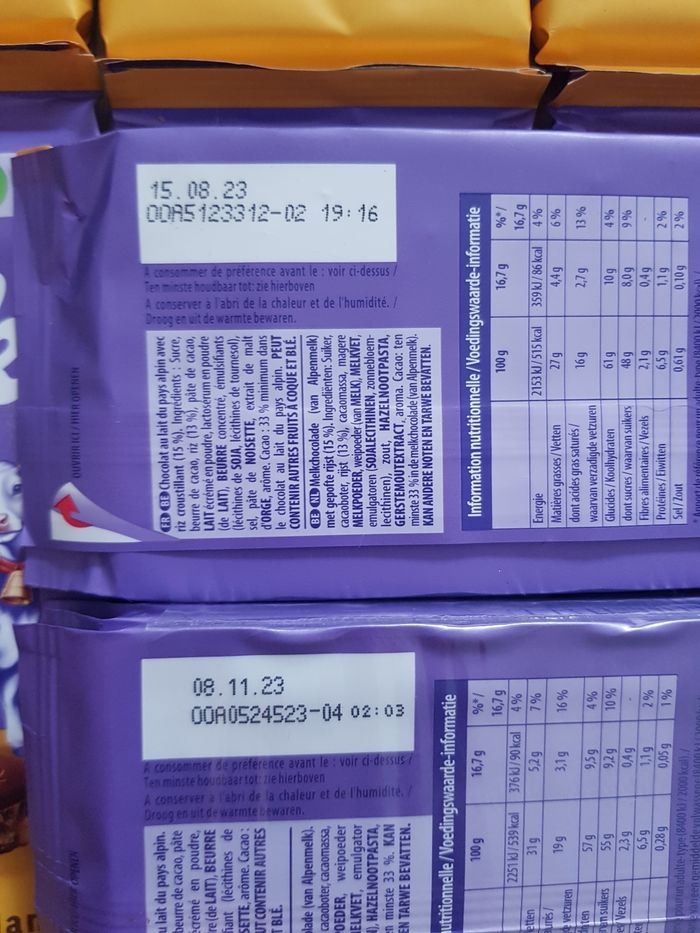 OUVRIR ICI / HIER OPENEN
15.08.23
OOA5123312-02 19:16
A consommer de préférence avant le : voir ci-dessus /
Ten minste houdbaar tot: zie hierboven
A conserver à l'abri de la chaleur et de l'humidité. /
Droog en uit de warmte bewaren.
FR BE Chocolat au lait du pays alpin avec
riz croustillant (15 %). Ingrédients : Sucre,
beurre de cacao, riz (13 %), pâte de cacao,
LAIT écrémé en poudre, lactosérum en poudre
(de LAIT), BEURRE concentré, émulsifiants
(lécithines de SOJA, lécithines de tournesol),
sel, pâte de NOISETTE, extrait de malt
d'ORGE, arôme. Cacao : 33 % minimum dans
le chocolat au lait du pays alpin. PEUT
CONTENIR AUTRES FRUITS À COQUE ET BLÉ.
BE NL Melkchocolade (van Alpenmelk)
met gepofte rijst (15 %). Ingrediënten: Suiker,
cacaoboter, rijst (13 %), cacaomassa, magere
MELKPOEDER, weipoeder (van MELK), MELKVET,
emulgatoren (SOJALECITHINEN, zonnebloem-
lecithinen), zout, HAZELNOOTPASTA,
GERSTEMOUTEXTRACT, aroma. Cacao: ten
minste 33 % in de melkchocolade (van Alpenmelk).
KAN ANDERE NOTEN EN TARWE BEVATTEN.
Information nutritionnelle / Voedingswaarde-informatie
100 g 16,7 g %*/
16,7 g
Energie 2153 kJ / 515 kcal 359 kJ / 86 kcal 4 %
Matières grasses / Vetten 27 g 4,4 g 6 %
dont acides gras saturés /
waarvan verzadigde vetzuren 16 g 2,7 g 13 %
Glucides / Koolhydraten 61 g 10 g 4 %
dont sucres / waarvan suikers 48 g 8,0 g 9 %
Fibres alimentaires / Vezels 2,1 g 0,4 g -
Protéines / Eiwitten 6,5 g 1,1 g 2 %
Sel / Zout 0,61 g 0,10 g 2 %
08.11.23
OOA0524523-04 02:03
A consommer de préférence avant le : voir ci-dessus /
Ten minste houdbaar tot: zie hierboven
A conserver à l'abri de la chaleur et de l'humidité. /
Droog en uit de warmte bewaren.
u lait du pays alpin.
beurre de cacao, pâte
crémé en poudre,
re (de LAIT), BEURRE
hant (lécithines de
SETTE, arôme. Cacao :
UT CONTENIR AUTRES
T BLÉ.
lade (van Alpenmelk).
cacaoboter, cacaomassa,
OEDER, weipoeder
ELKVET, emulgator
), HAZELNOOTPASTA,
n minste 33 %. KAN
EN TARWE BEVATTEN.
utritionnelle / Voedingswaarde-informatie
100 g 16,7 g %*/
16,7 g
2251 kJ / 539 kcal 376 kJ / 90 kcal 4 %
etten 31 g 5,2 g 7 %
urés /
vetzuren 19 g 3,1 g 16 %
ten 57 g 9,5 g 4 %
suikers 55 g 9,2 g 10 %
Vezels 2,3 g 0,4 g -
6,5 g 1,1 g 2 %
0,28 g 0,05 g 1 %